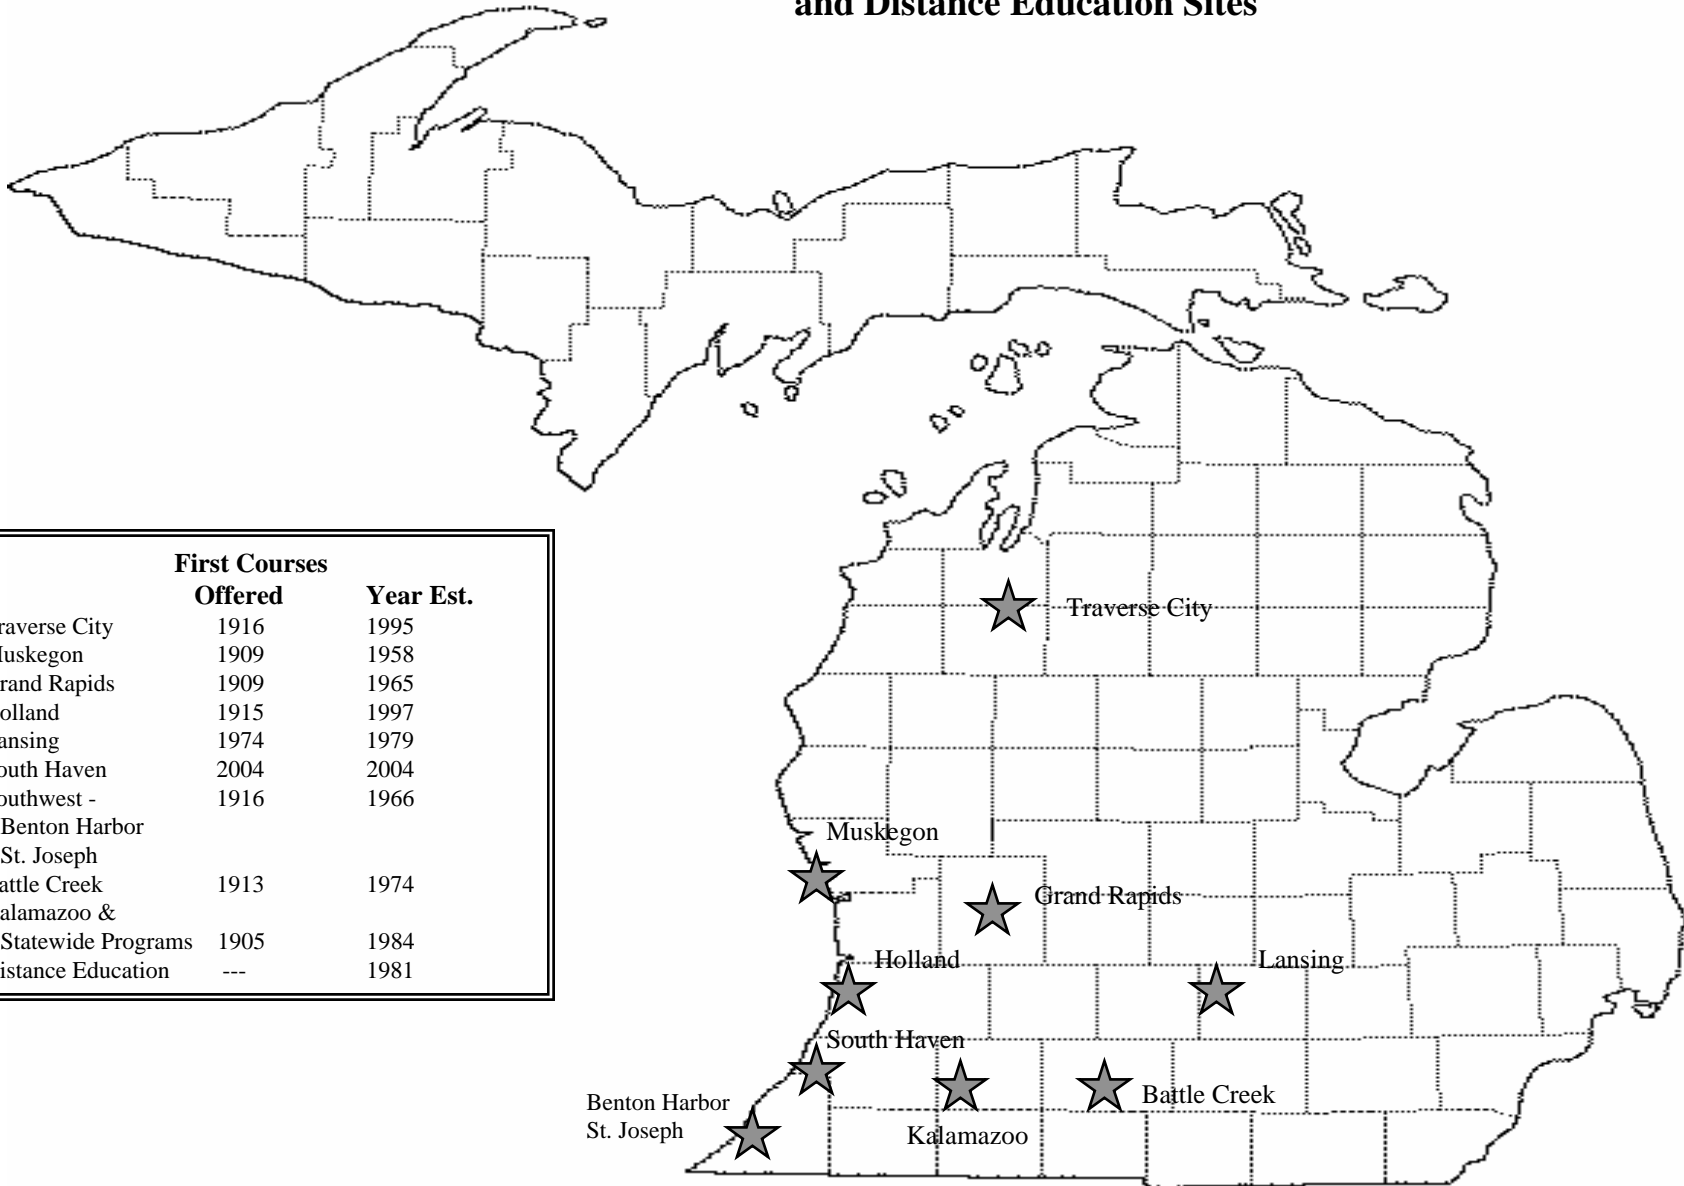 and Distance Education Sites
First Courses
Offered Year Est.
raverse City 1916 1995
uskegon 1909 1958
rand Rapids 1909 1965
olland 1915 1997
ansing 1974 1979
outh Haven 2004 2004
outhwest - 1916 1966
Benton Harbor
St. Joseph
attle Creek 1913 1974
alamazoo &
Statewide Programs 1905 1984
istance Education --- 1981
Traverse City
Muskegon
Grand Rapids
Holland
Lansing
South Haven
Battle Creek
Benton Harbor
St. Joseph
Kalamazoo